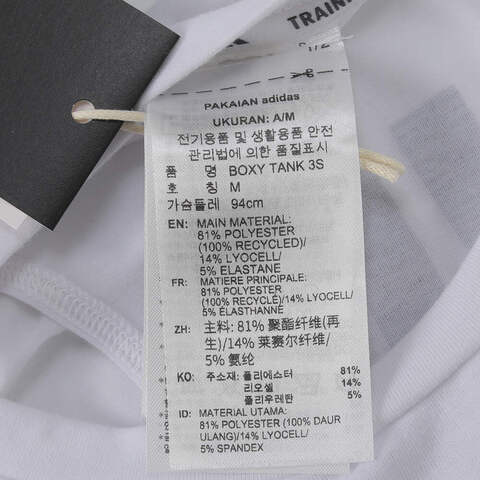 TRAINI
1/2
PAKAIAN adidas
UKURAN: A/M
전기용품 및 생활용품 안전
관리법에 의한 품질표시
품 명 BOXY TANK 3S
호 칭 M
가슴둘레 94cm
EN: MAIN MATERIAL:
81% POLYESTER
(100% RECYCLED)/
14% LYOCELL/
5% ELASTANE
FR: MATIERE PRINCIPALE:
81% POLYESTER
(100% RECYCLÉ)/14% LYOCELL/
5% ÉLASTHANNE
ZH: 主料: 81% 聚酯纤维(再
生)/14% 莱赛尔纤维/
5% 氨纶
KO: 주소재: 폴리에스터 81%
리오셀 14%
폴리우레탄 5%
ID: MATERIAL UTAMA:
81% POLYESTER (100% DAUR
ULANG)/14% LYOCELL/
5% SPANDEX